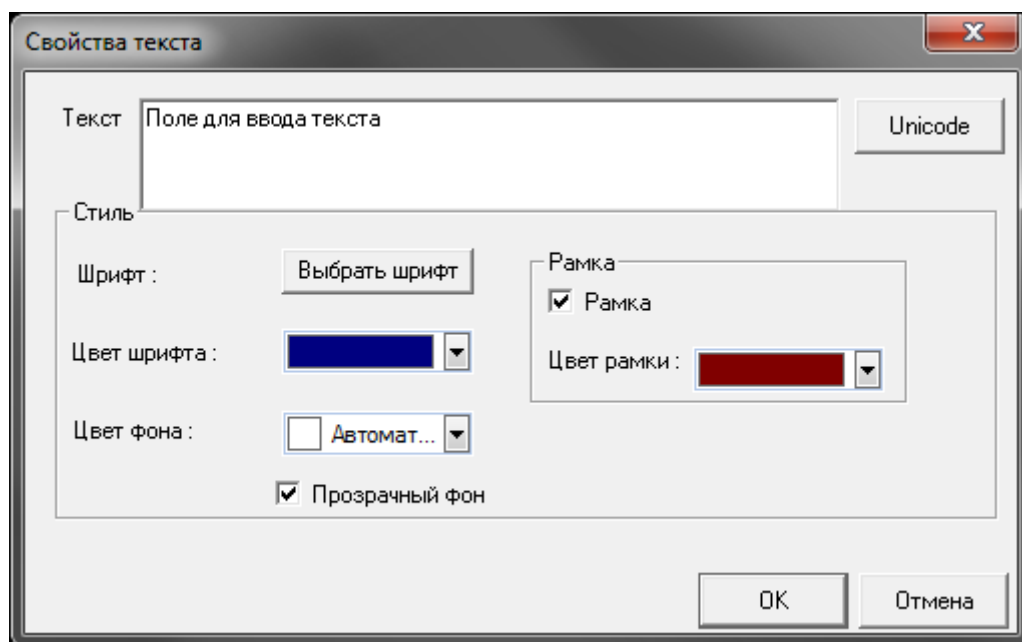 Свойства текста
Текст
Поле для ввода текста
Unicode
Стиль
Шрифт :
Выбрать шрифт
Рамка
Рамка
Цвет шрифта :
Цвет рамки :
Цвет фона :
Автомат...
Прозрачный фон
OK
Отмена